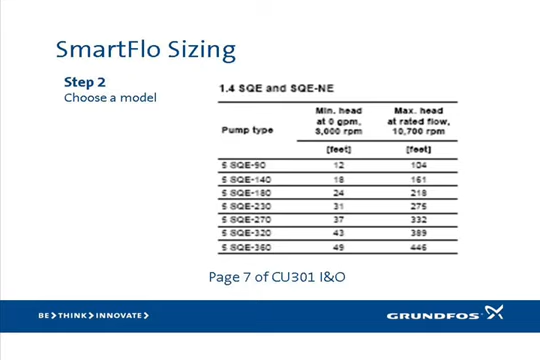 SmartFlo Sizing
Step 2
Choose a model
1.4 SQE and SQE-NE
Pump type Min. head at 0 gpm, 3,000 rpm Max. head at rated flow, 10,700 rpm
[feet] [feet]
5 SQE-90 12 104
5 SQE-140 18 161
5 SQE-180 24 218
5 SQE-230 31 275
5 SQE-270 37 332
5 SQE-320 43 389
5 SQE-360 49 446
Page 7 of CU301 I&O
BE > THINK > INNOVATE >
GRUNDFOS